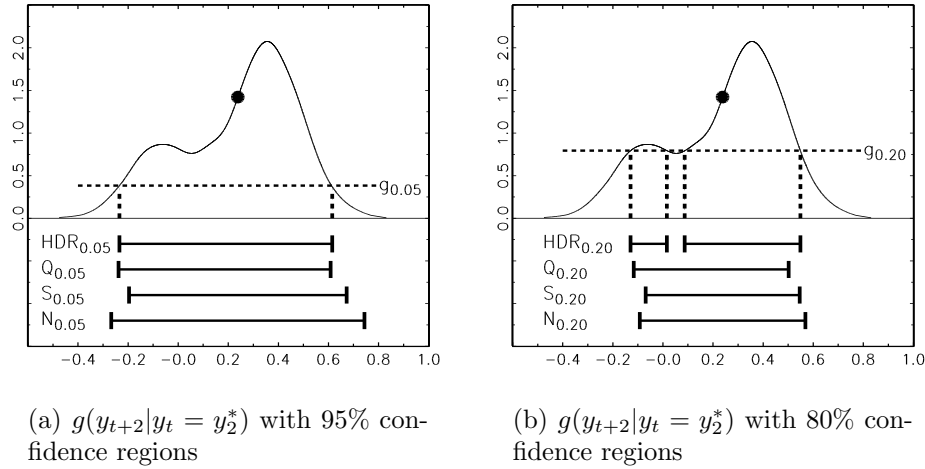 0.0 0.5 1.0 1.5 2.0
g0.05
HDR0.05
Q0.05
S0.05
N0.05
−0.4 −0.2 −0.0 0.2 0.4 0.6 0.8 1.0
(a) g(yt+2|yt = y2*) with 95% con-
fidence regions
0.0 0.5 1.0 1.5 2.0
g0.20
HDR0.20
Q0.20
S0.20
N0.20
−0.4 −0.2 −0.0 0.2 0.4 0.6 0.8 1.0
(b) g(yt+2|yt = y2*) with 80% con-
fidence regions